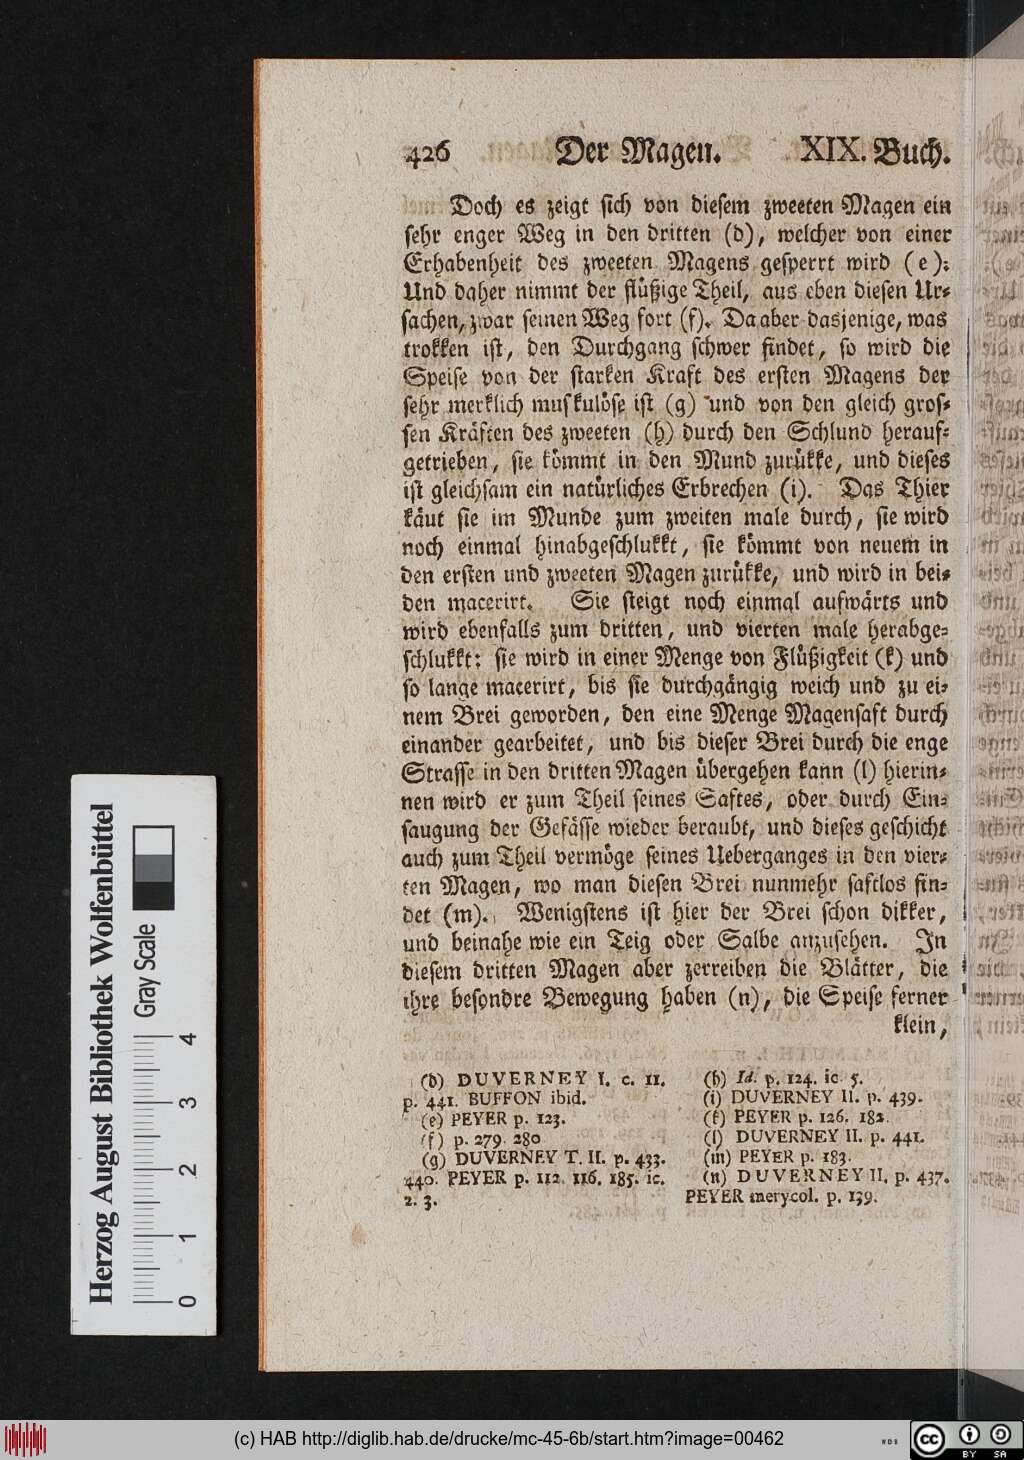 426 Der Magen. XIX. Buch.
Doch es zeigt sich von diesem zweeten Magen ein
sehr enger Weg in den dritten (d), welcher von einer
Erhabenheit des zweeten Magens gesperrt wird (e):
Und daher nimmt der flüßige Theil, aus eben diesen Ur-
sachen, zwar seinen Weg fort (f). Da aber dasjenige, was
trokken ist, den Durchgang schwer findet, so wird die
Speise von der starken Kraft des ersten Magens der
sehr merklich muskulöse ist (g) und von den gleich gros-
sen Kräften des zweeten (h) durch den Schlund herauf-
getrieben, sie kömmt in den Mund zurükke, und dieses
ist gleichsam ein natürliches Erbrechen (i). Das Thier
käut sie im Munde zum zweiten male durch, sie wird
noch einmal hinabgeschlukkt, sie kömmt von neuem in
den ersten und zweeten Magen zurükke, und wird in bei-
den macerirt. Sie steigt noch einmal aufwärts und
wird ebenfalls zum dritten, und vierten male herabge-
schlukkt: sie wird in einer Menge von Flüßigkeit (k) und
so lange macerirt, bis sie durchgängig weich und zu ei-
nem Brei geworden, den eine Menge Magensaft durch
einander gearbeitet, und bis dieser Brei durch die enge
Strasse in den dritten Magen übergehen kann (l) hierin-
nen wird er zum Theil seines Saftes, oder durch Ein-
saugung der Gefässe wieder beraubt, und dieses geschicht
auch zum Theil vermöge seines Ueberganges in den vier-
ten Magen, wo man diesen Brei nunmehr saftlos fin-
det (m). Wenigstens ist hier der Brei schon dikker,
und beinahe wie ein Teig oder Salbe anzusehen. In
diesem dritten Magen aber zerreiben die Blätter, die
ihre besondre Bewegung haben (n), die Speise ferner
klein,
(d) DUVERNEY I. c. 11.
p. 441. BUFFON ibid.
(e) PEYER p. 123.
(f) p. 279. 280
(g) DUVERNEY T. II. p. 433.
440. PEYER p. 112. 116. 185. ic.
2. 3.
(h) Id. p. 124. ic. 5.
(i) DUVERNEY II. p. 439.
(k) PEYER p. 126. 182.
(l) DUVERNEY II. p. 441.
(m) PEYER p. 183.
(n) DUVERNEY II. p. 437.
PEYER merycol. p. 139.
Herzog August Bibliothek Wolfenbüttel
Gray Scale
0 1 2 3 4
(c) HAB http://diglib.hab.de/drucke/mc-45-6b/start.htm?image=00462
cc BY SA